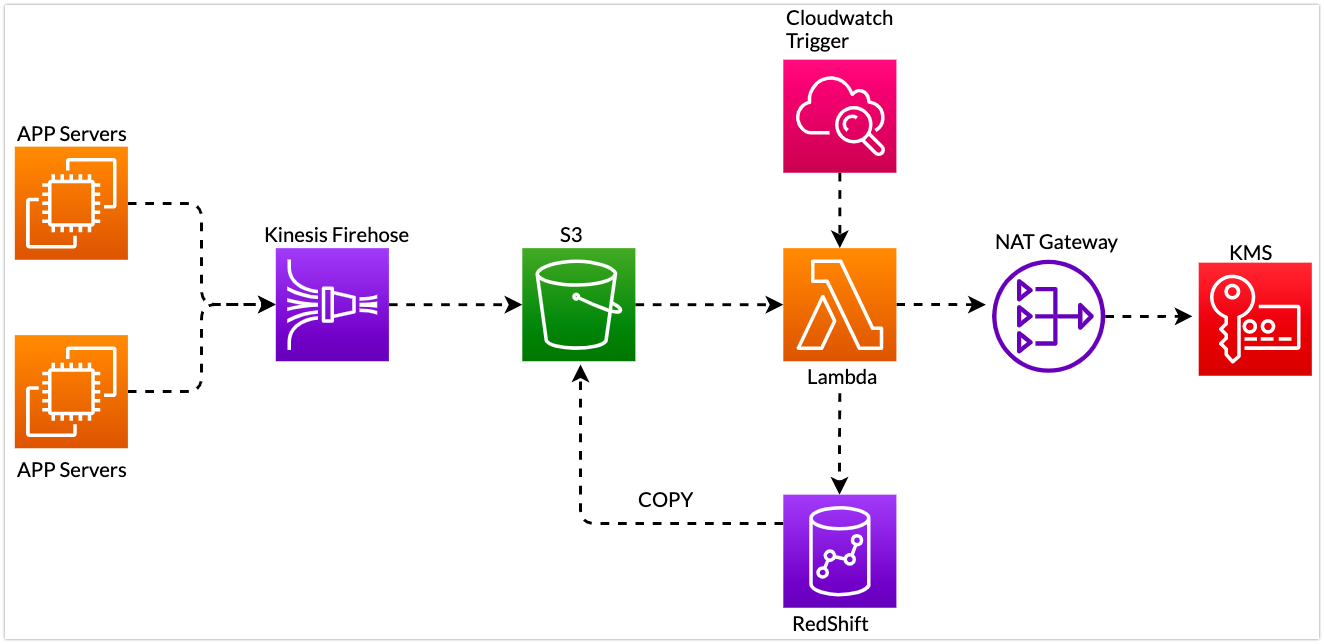 Cloudwatch
Trigger
APP Servers
Kinesis Firehose
S3
NAT Gateway
KMS
Lambda
APP Servers
COPY
RedShift